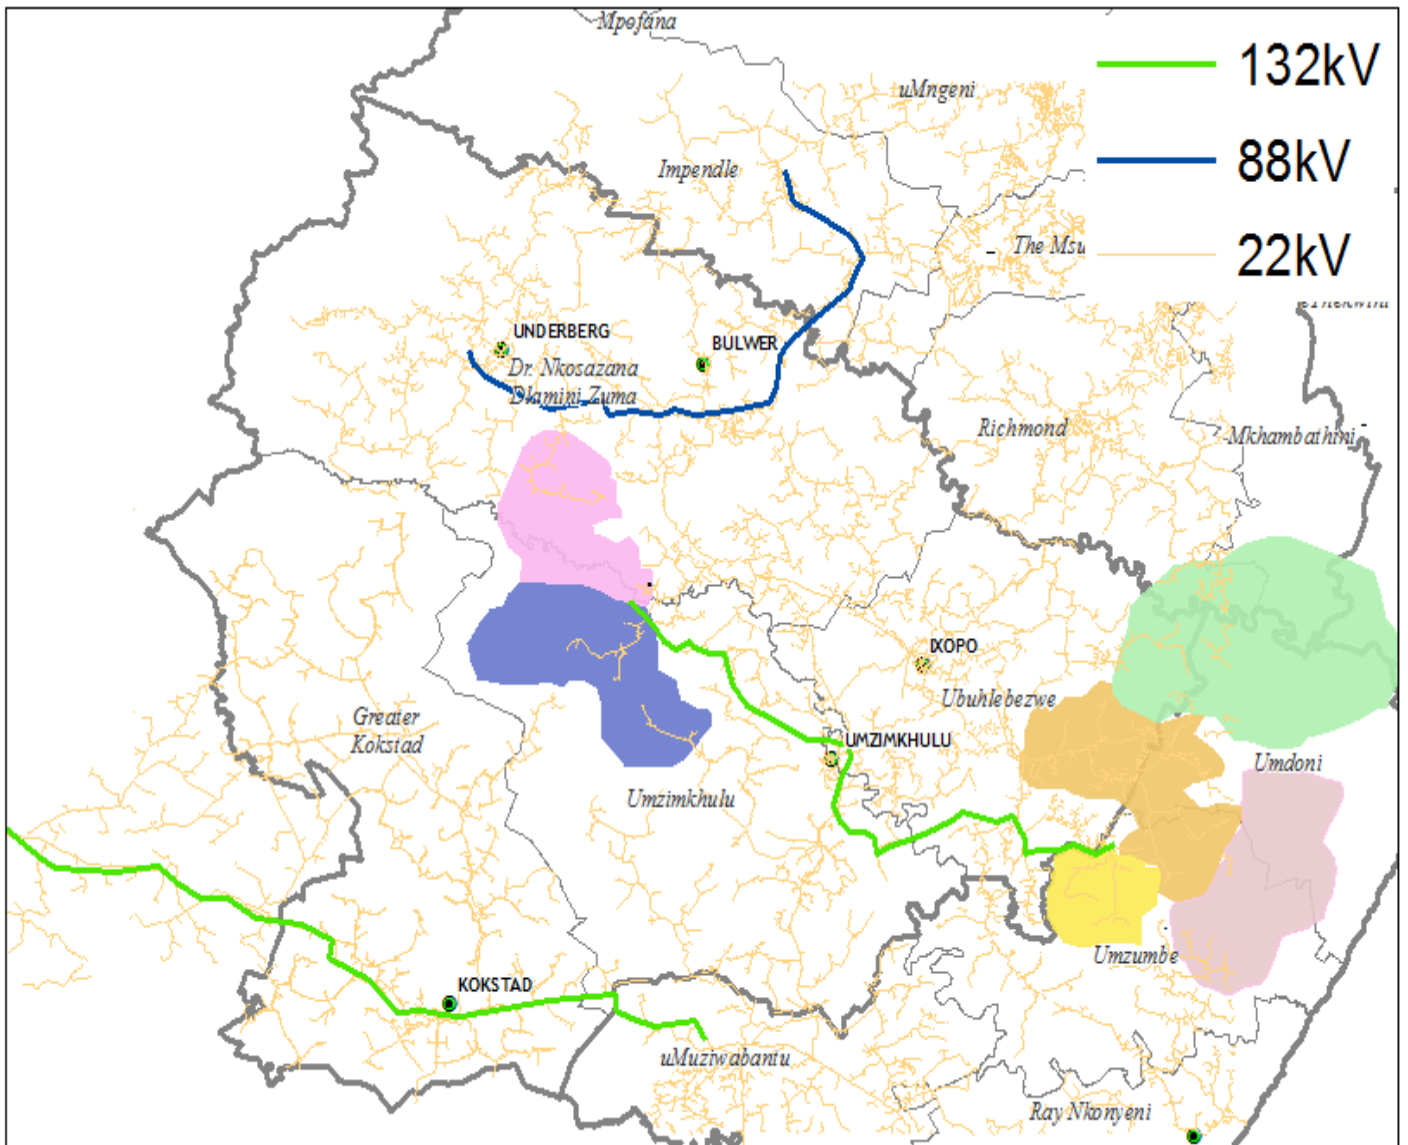 Mpofana
132kV
uMngeni
88kV
Impendle
The Msu
22kV
UNDERBERG
BULWER
Dr. Nkosazana
Dlamini Zuma
Richmond
Mkhambathini
IXOPO
Ubuhlebezwe
Greater
Kokstad
UMZIMKHULU
Umdoni
Umzimkhulu
Umzumbe
KOKSTAD
uMuziwabantu
Ray Nkonyeni